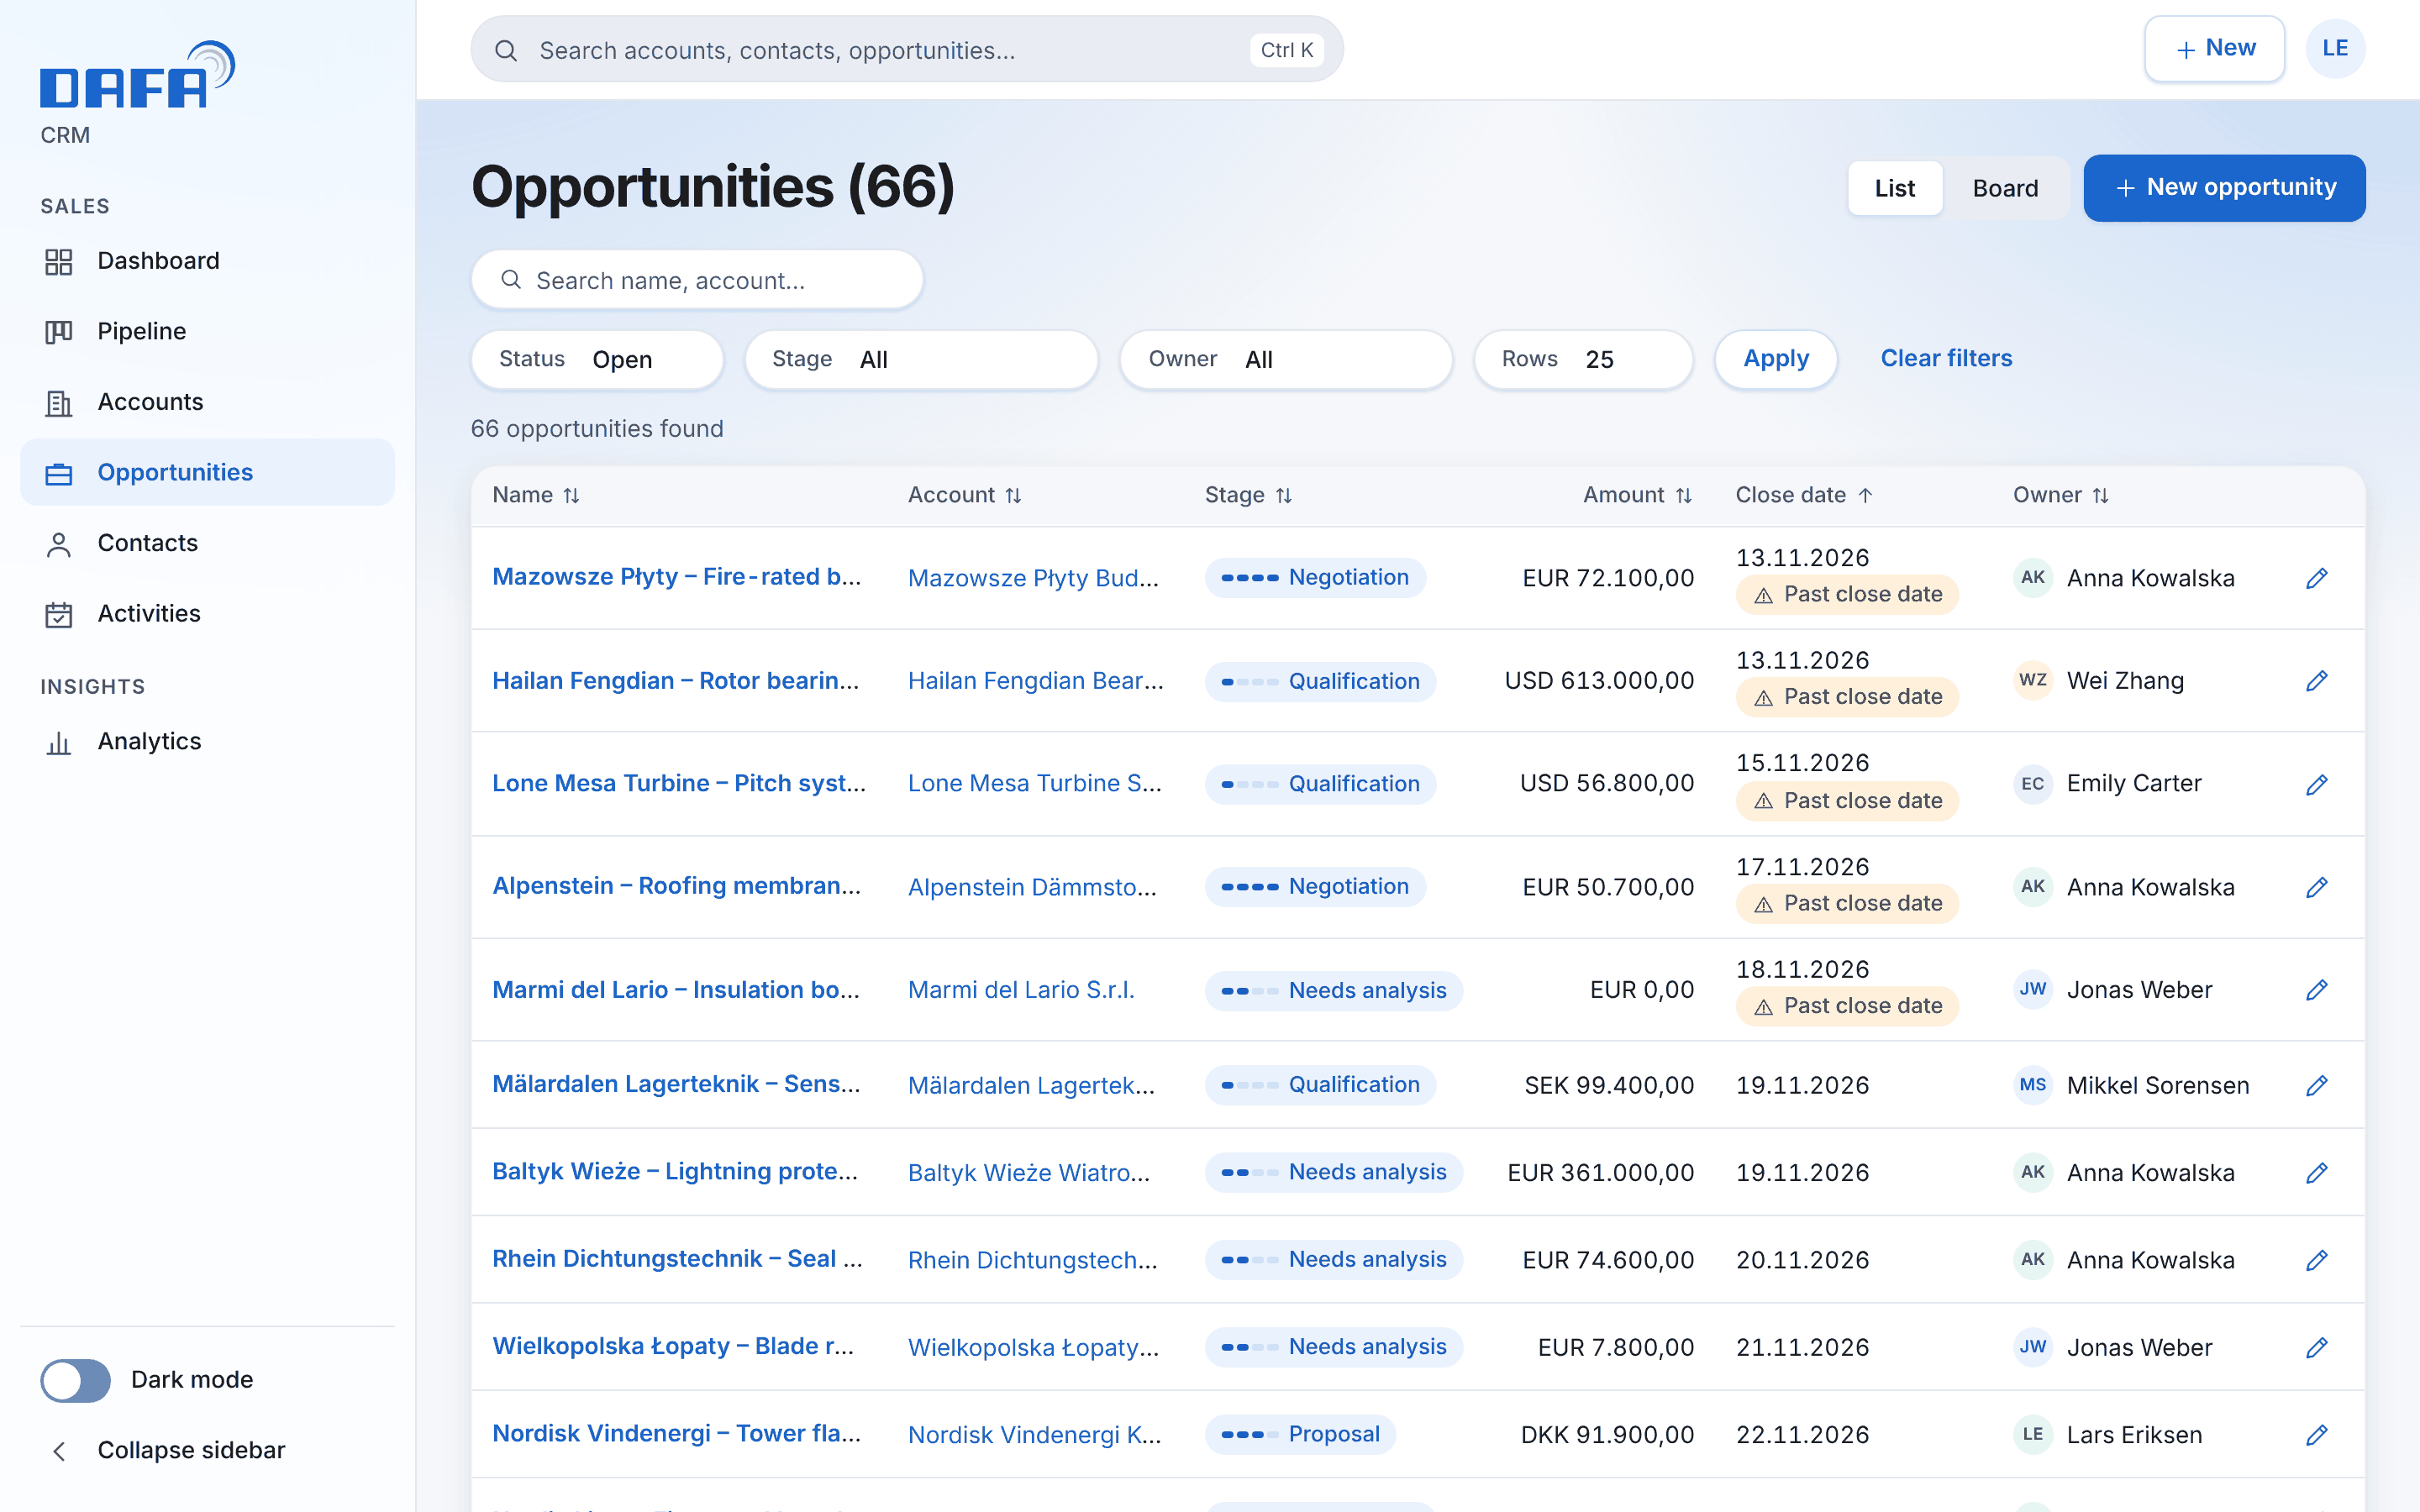 DAFA
CRM
SALES
Dashboard
Pipeline
Accounts
Opportunities
Contacts
Activities
INSIGHTS
Analytics
Dark mode
Collapse sidebar
Search accounts, contacts, opportunities... Ctrl K
+ New LE
Opportunities (66)
List Board + New opportunity
Search name, account...
Status Open Stage All Owner All Rows 25 Apply Clear filters
66 opportunities found
Name Account Stage Amount Close date Owner
Mazowsze Płyty – Fire-rated b... Mazowsze Płyty Bud... Negotiation EUR 72.100,00 13.11.2026 AK Anna Kowalska
Past close date
Hailan Fengdian – Rotor bearin... Hailan Fengdian Bear... Qualification USD 613.000,00 13.11.2026 WZ Wei Zhang
Past close date
Lone Mesa Turbine – Pitch syst... Lone Mesa Turbine S... Qualification USD 56.800,00 15.11.2026 EC Emily Carter
Past close date
Alpenstein – Roofing membran... Alpenstein Dämmsto... Negotiation EUR 50.700,00 17.11.2026 AK Anna Kowalska
Past close date
Marmi del Lario – Insulation bo... Marmi del Lario S.r.l. Needs analysis EUR 0,00 18.11.2026 JW Jonas Weber
Past close date
Mälardalen Lagerteknik – Sens... Mälardalen Lagertek... Qualification SEK 99.400,00 19.11.2026 MS Mikkel Sorensen
Baltyk Wieże – Lightning prote... Baltyk Wieże Wiatro... Needs analysis EUR 361.000,00 19.11.2026 AK Anna Kowalska
Rhein Dichtungstechnik – Seal ... Rhein Dichtungstech... Needs analysis EUR 74.600,00 20.11.2026 AK Anna Kowalska
Wielkopolska Łopaty – Blade r... Wielkopolska Łopaty... Needs analysis EUR 7.800,00 21.11.2026 JW Jonas Weber
Nordisk Vindenergi – Tower fla... Nordisk Vindenergi K... Proposal DKK 91.900,00 22.11.2026 LE Lars Eriksen